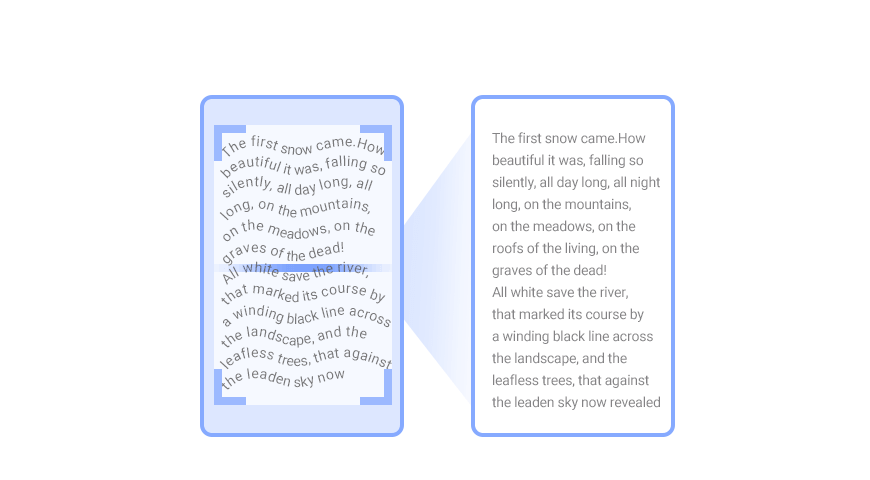 The first snow came.How
beautiful it was, falling so
silently, all day long, all
long, on the mountains,
on the meadows, on the
graves of the dead!
All white save the river,
that marked its course by
a winding black line across
the landscape, and the
leafless trees, that against
the leaden sky now
The first snow came.How
beautiful it was, falling so
silently, all day long, all night
long, on the mountains,
on the meadows, on the
roofs of the living, on the
graves of the dead!
All white save the river,
that marked its course by
a winding black line across
the landscape, and the
leafless trees, that against
the leaden sky now revealed